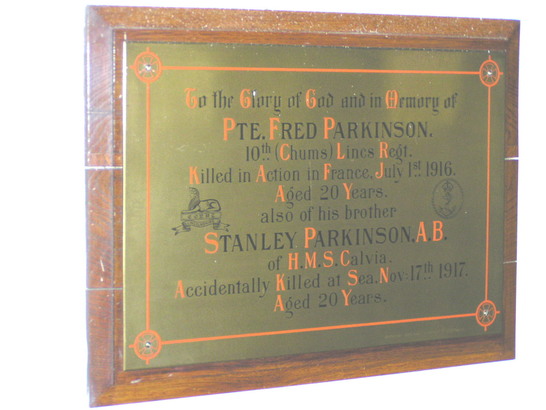 To the Glory of God and in Memory of
PTE. FRED PARKINSON.
10th (Chums) Lincs Regt.
Killed in Action in France, July 1st 1916.
Aged 20 Years.
also of his brother
STANLEY PARKINSON, A.B.
of H.M.S. Calvia.
Accidentally Killed at Sea, Nov: 17th 1917.
Aged 20 Years.